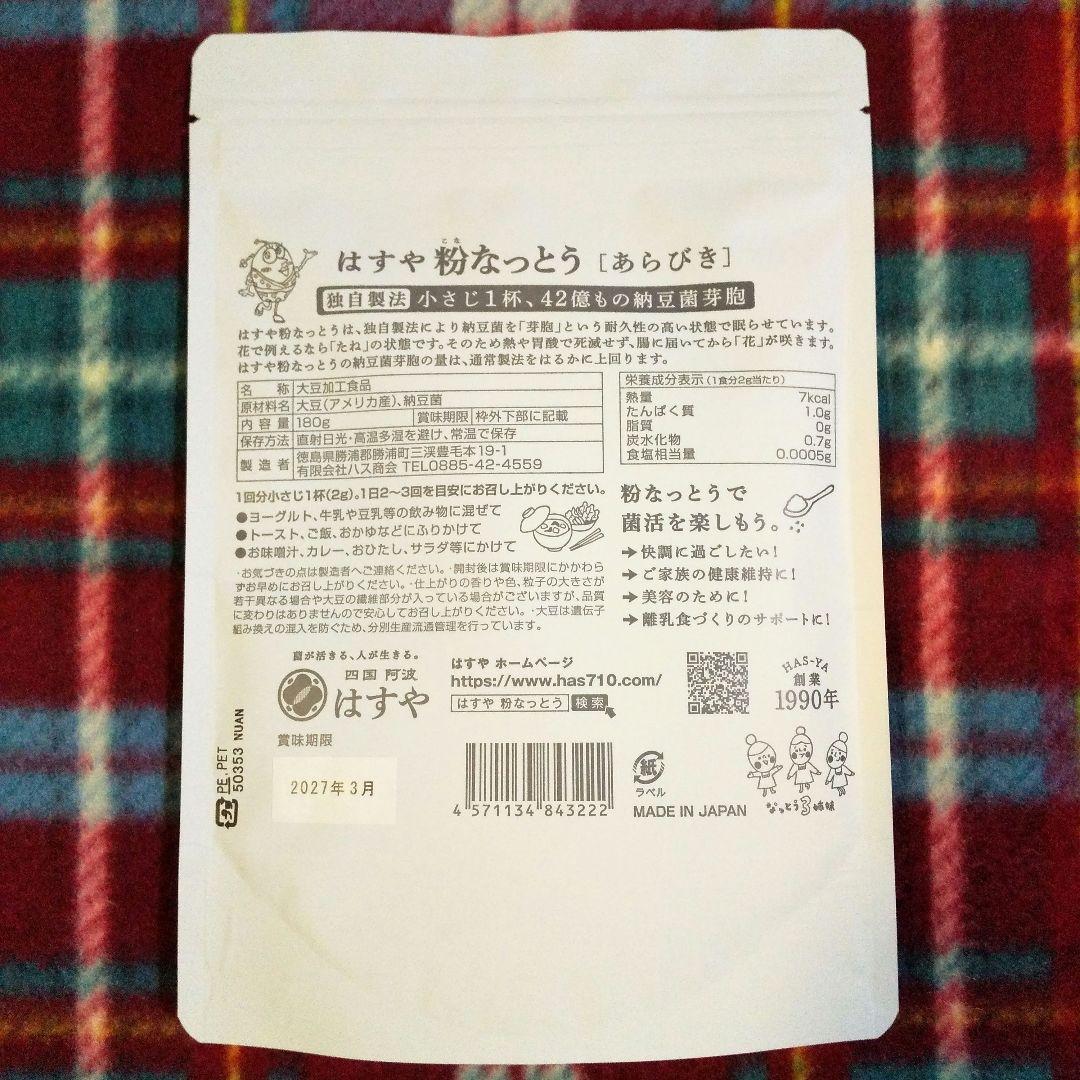 こな
はすや 粉なっとう［あらびき］
独自製法 小さじ1杯、42億もの納豆菌芽胞
はすや粉なっとうは、独自製法により納豆菌を「芽胞」という耐久性の高い状態で眠らせています。
花で例えるなら「たね」の状態です。そのため熱や胃酸で死滅せず、腸に届いてから「花」が咲きます。
はすや粉なっとうの納豆菌芽胞の量は、通常製法をはるかに上回ります。
名 称 大豆加工食品
原材料名 大豆(アメリカ産)、納豆菌
内容量 180g 賞味期限 枠外下部に記載
保存方法 直射日光・高温多湿を避け、常温で保存
製造者 徳島県勝浦郡勝浦町三渓豊毛本19-1
有限会社ハス商会 TEL0885-42-4559
栄養成分表示(1食分2g当たり)
熱量 7kcal
たんぱく質 1.0g
脂質 0g
炭水化物 0.7g
食塩相当量 0.0005g
1回分小さじ1杯(2g)。1日2〜3回を目安にお召し上がりください。
●ヨーグルト、牛乳や豆乳等の飲み物に混ぜて
●トースト、ご飯、おかゆなどにふりかけて
●お味噌汁、カレー、おひたし、サラダ等にかけて
・お気づきの点は製造者へご連絡ください。・開封後は賞味期限にかかわら
ずお早めにお召し上がりください。・仕上がりの香りや色、粒子の大きさが
若干異なる場合や大豆の繊維部分が入っている場合がございますが、品質
に変わりはありませんので安心してお召し上がりください。・大豆は遺伝子
組み換えの混入を防ぐため、分別生産流通管理を行っています。
粉なっとうで
菌活を楽しもう。
➔快調に過ごしたい!
➔ご家族の健康維持に!
➔美容のために!
➔離乳食づくりのサポートに!
菌が活きる、人が生きる。
四国 阿波
はすや
はすや ホームページ
https://www.has710.com/
はすや 粉なっとう 検索
HAS-YA
創業
1990年
賞味期限
2027年3月
4 571134 843222
紙
ラベル
MADE IN JAPAN
なっとう3姉妹
プラ PE,PET
50353 NUAN